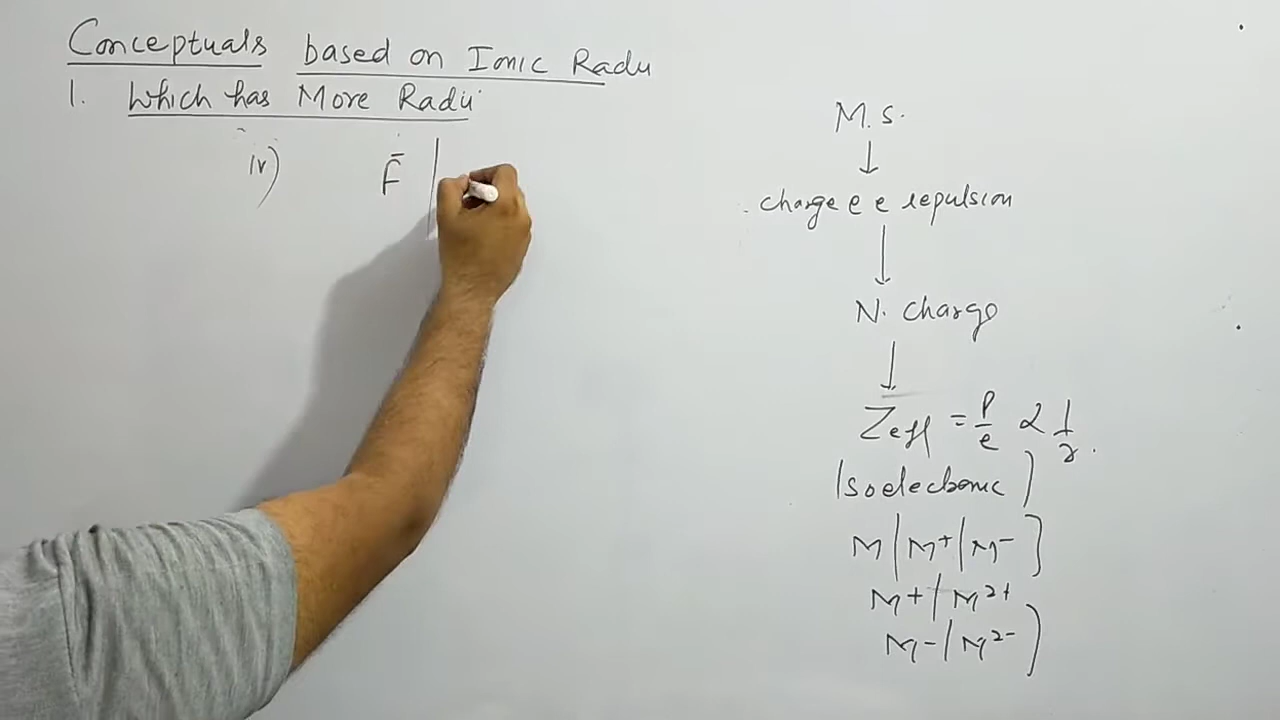 Conceptuals based on Ionic Radii
1. Which has More Radii
iv) F⁻ |
M.S.
↓
charge e e repulsion
↓
N. Charge
↓
Zeff = p/e ∝ 1/r.
Isoelectronic )
M | M+ | M- ]
M+ | M2+
M- | M2- )